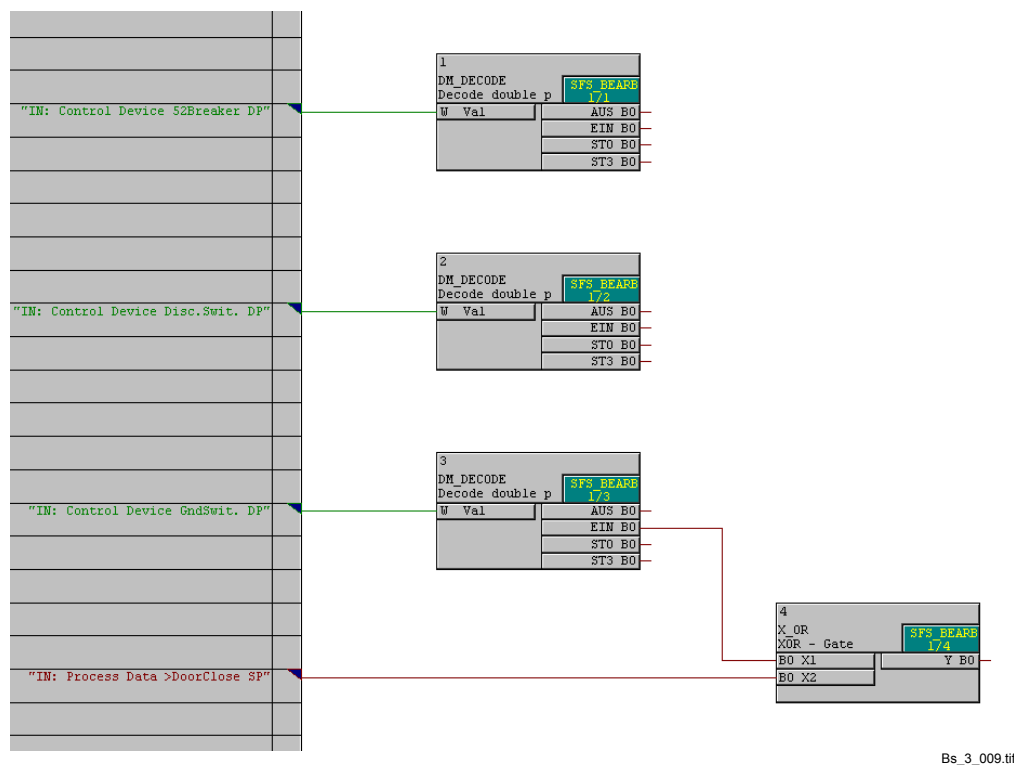 1
DM_DECODE
Decode double p
SFS_BEARB
1/1
"IN: Control Device 52Breaker DP"
W Val
AUS BO
EIN BO
ST0 BO
ST3 BO
2
DM_DECODE
Decode double p
SFS_BEARB
1/2
"IN: Control Device Disc.Swit. DP"
W Val
AUS BO
EIN BO
ST0 BO
ST3 BO
3
DM_DECODE
Decode double p
SFS_BEARB
1/3
"IN: Control Device GndSwit. DP"
W Val
AUS BO
EIN BO
ST0 BO
ST3 BO
4
X_OR
XOR - Gate
SFS_BEARB
1/4
BO X1
Y BO
"IN: Process Data >DoorClose SP"
BO X2
Bs_3_009.tif